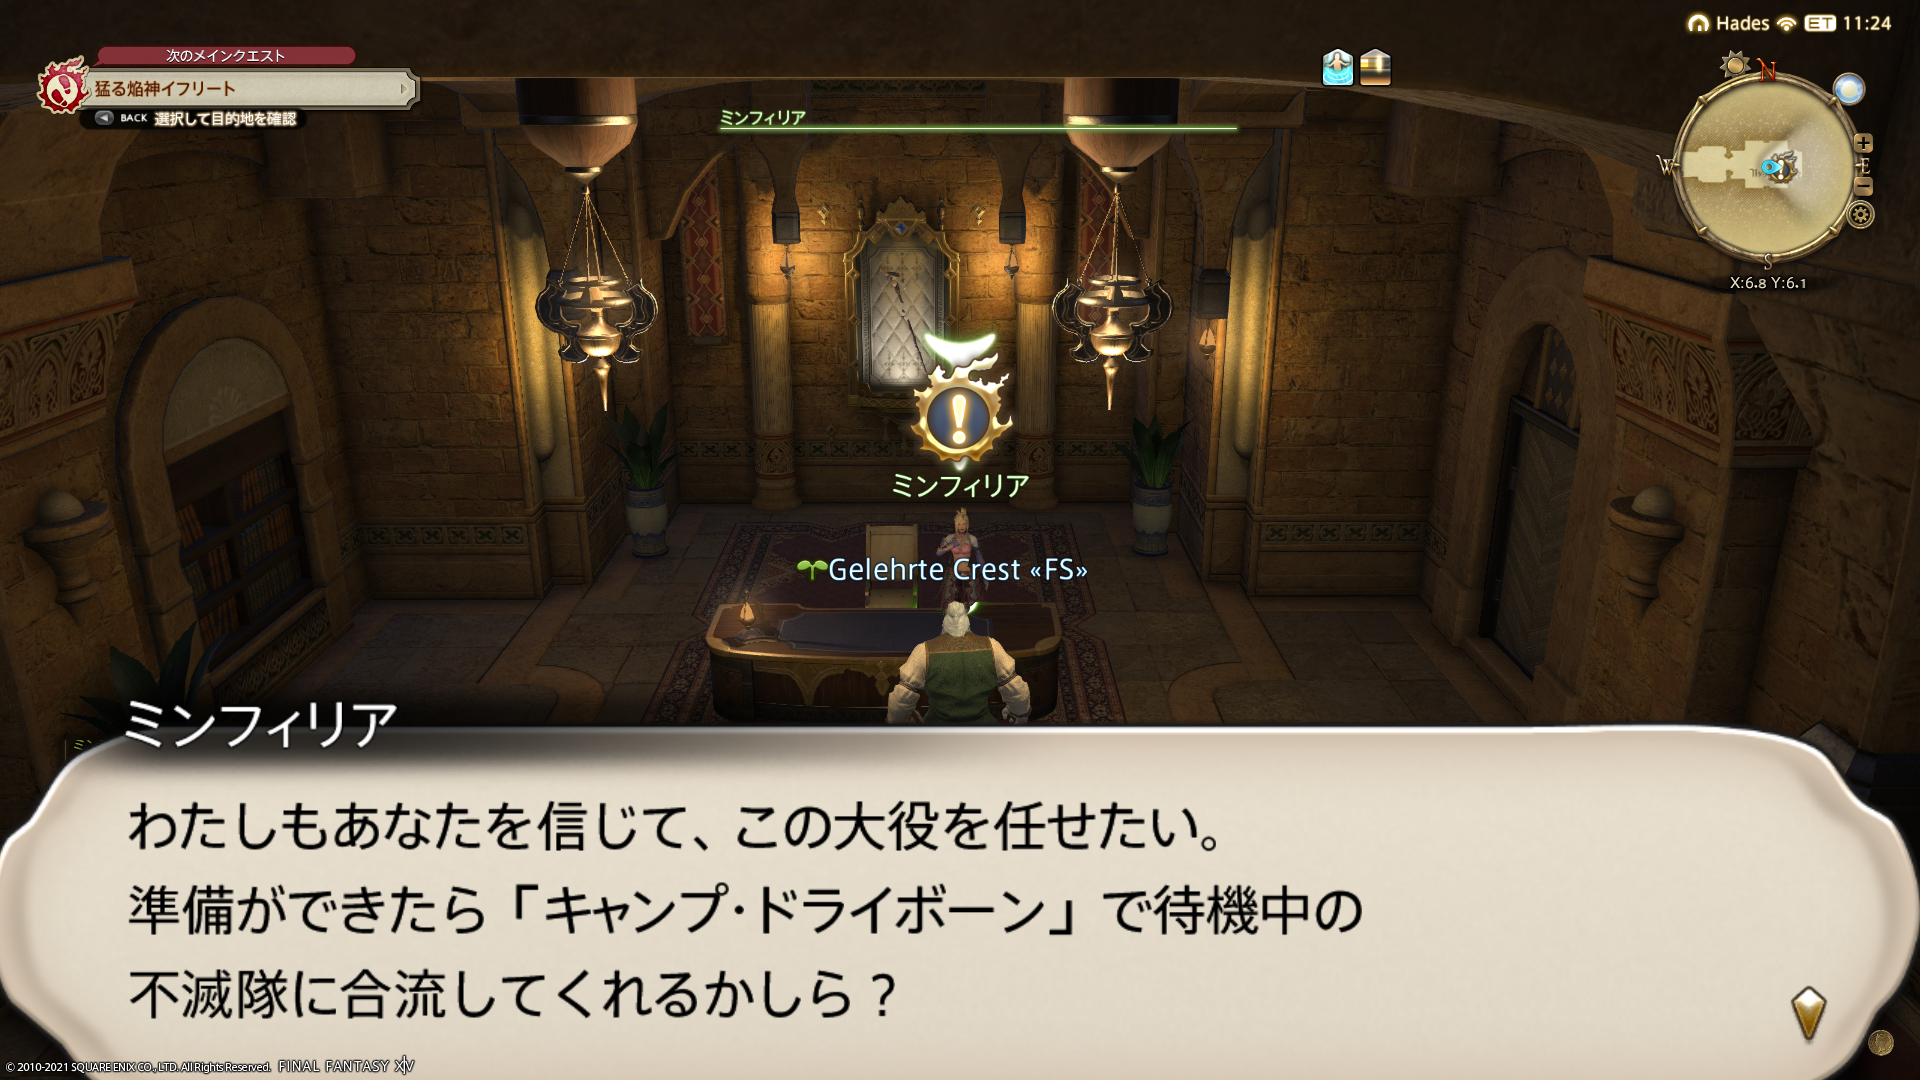 Hades ET 11:24
次のメインクエスト
猛る焔神イフリート
BACK 選択して目的地を確認
ミンフィリア
N
W
E
S
X:6.8 Y:6.1
ミンフィリア
Gelehrte Crest «FS»
ミンフィリア
わたしもあなたを信じて、この大役を任せたい。
準備ができたら「キャンプ・ドライボーン」で待機中の
不滅隊に合流してくれるかしら？
© 2010-2021 SQUARE ENIX CO., LTD. All Rights Reserved. FINAL FANTASY XIV